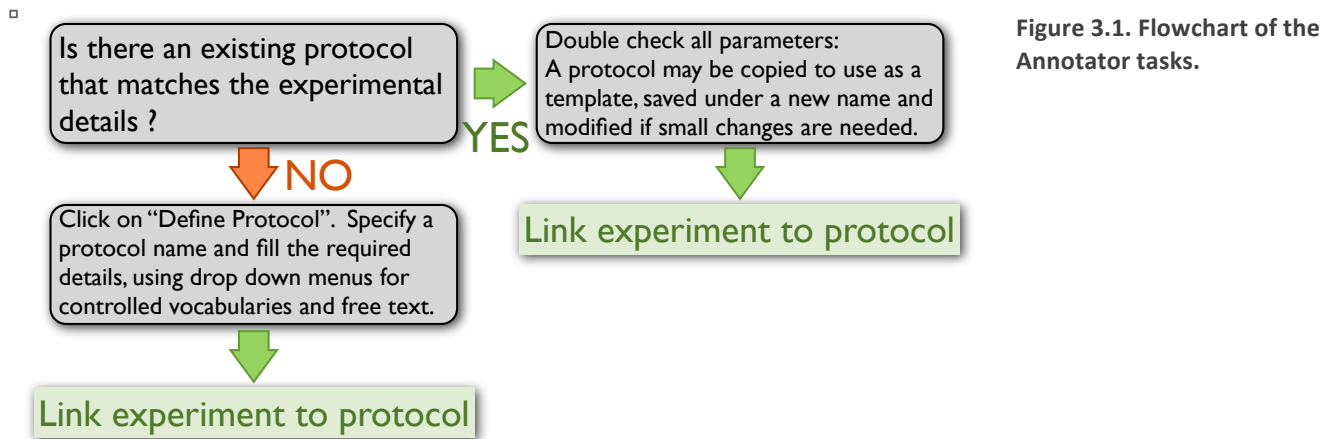 Is there an existing protocol
that matches the experimental
details ?
YES
Double check all parameters:
A protocol may be copied to use as a
template, saved under a new name and
modified if small changes are needed.
Link experiment to protocol
NO
Click on “Define Protocol”.  Specify a
protocol name and fill the required
details, using drop down menus for
controlled vocabularies and free text.
Link experiment to protocol
Figure 3.1. Flowchart of the
Annotator tasks.